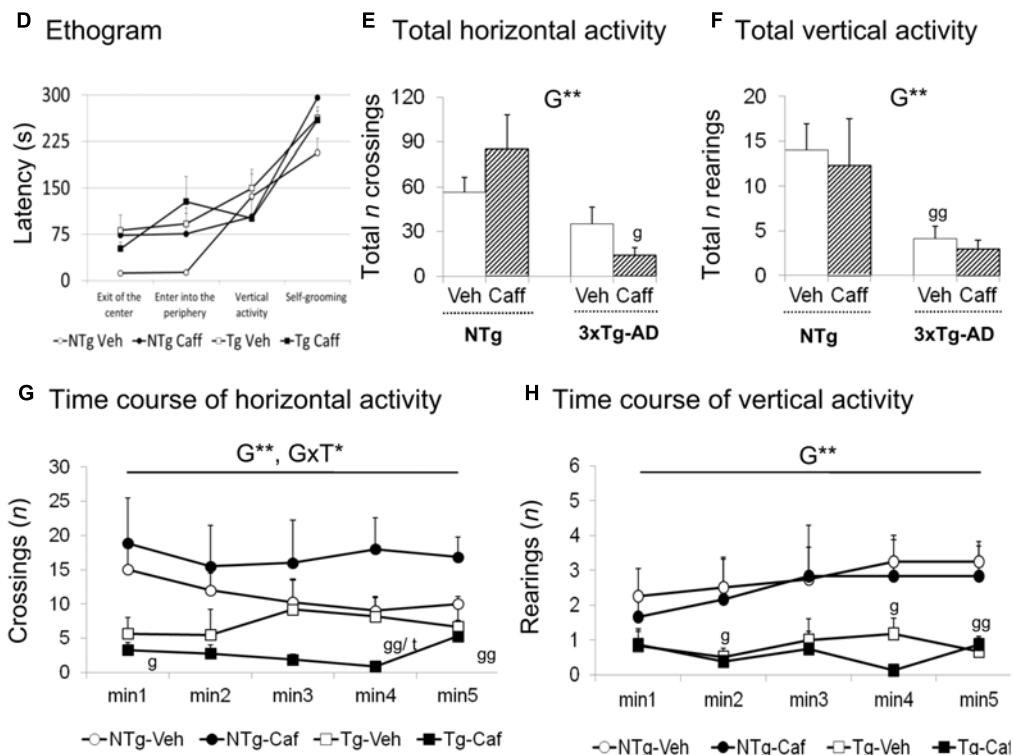 D Ethogram
Latency (s)
300
225
150
75
0
Exit of the center
Enter into the periphery
Vertical activity
Self-grooming
NTg Veh NTg Caff Tg Veh Tg Caff
E Total horizontal activity
G**
Total n crossings
120
90
60
30
0
g
Veh Caff Veh Caff
NTg 3xTg-AD
F Total vertical activity
G**
Total n rearings
20
15
10
5
0
gg
Veh Caff Veh Caff
NTg 3xTg-AD
G Time course of horizontal activity
G**, GxT*
Crossings (n)
30
25
20
15
10
5
0
g
gg/ t
gg
min1 min2 min3 min4 min5
NTg-Veh NTg-Caf Tg-Veh Tg-Caf
H Time course of vertical activity
G**
Rearings (n)
6
5
4
3
2
1
0
g
g
gg
min1 min2 min3 min4 min5
NTg-Veh NTg-Caf Tg-Veh Tg-Caf